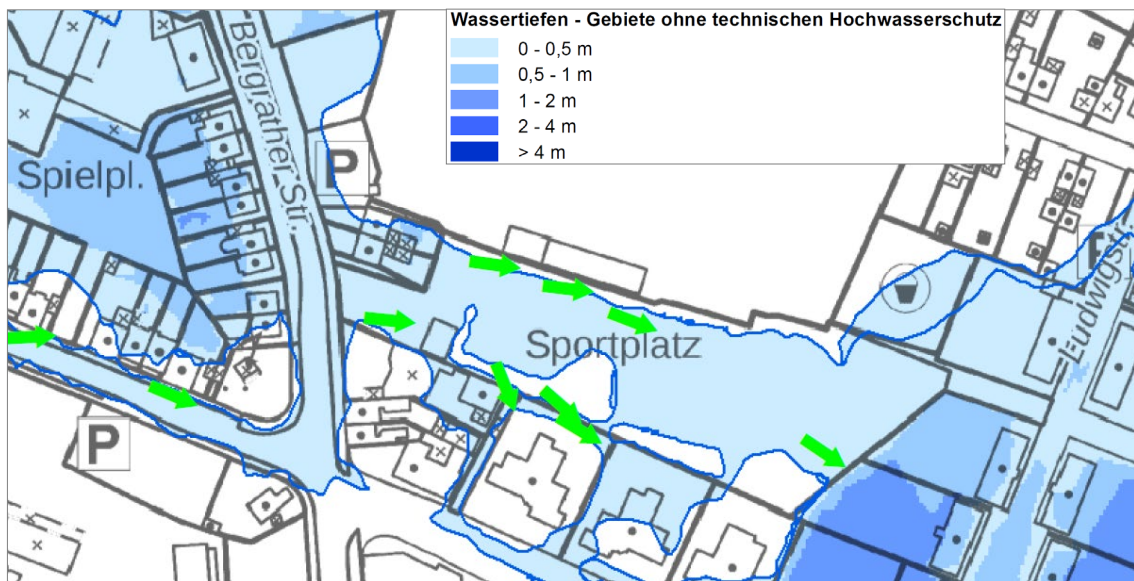 Wassertiefen - Gebiete ohne technischen Hochwasserschutz
0 - 0,5 m
0,5 - 1 m
1 - 2 m
2 - 4 m
> 4 m
Bergrather Str.
P
Spielpl.
Sportplatz
Ludwigstr.
P